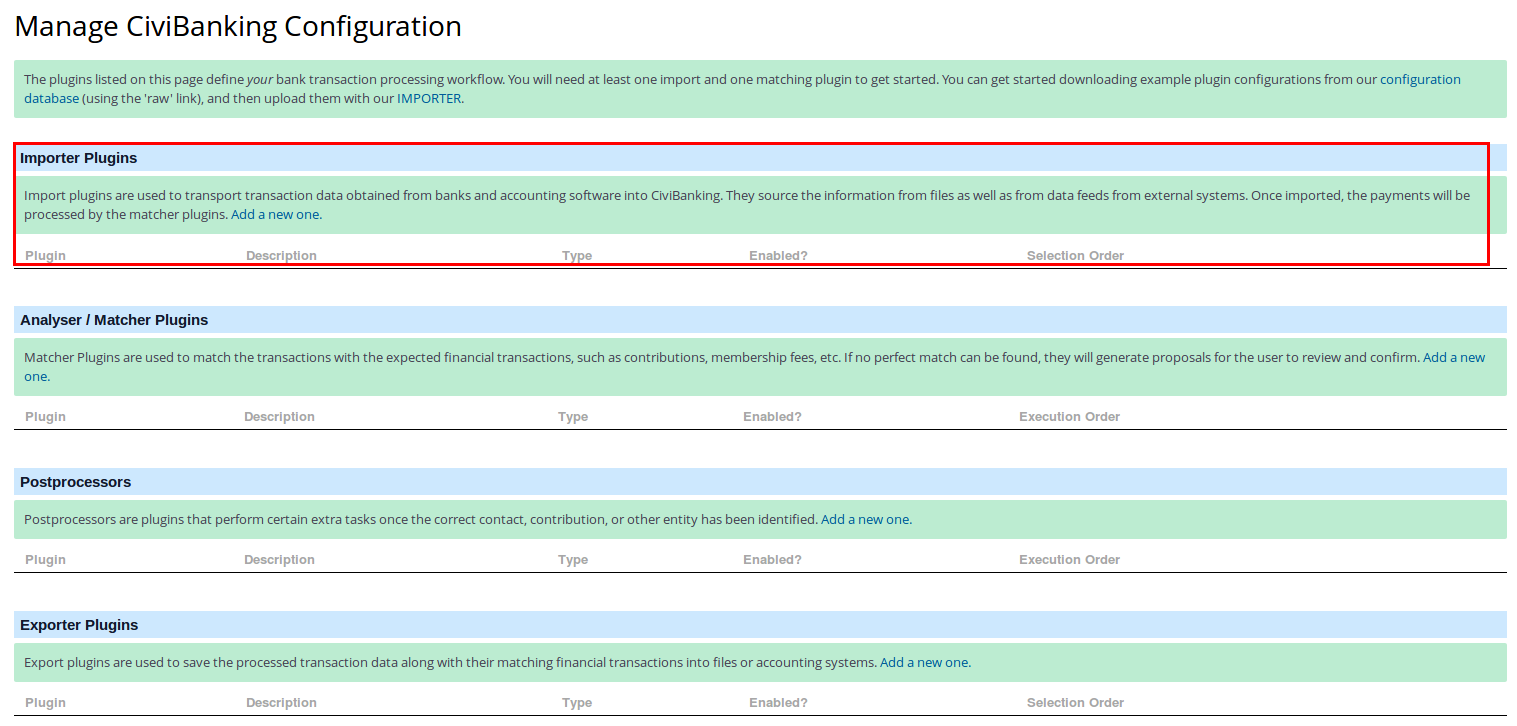 Manage CiviBanking Configuration
The plugins listed on this page define your bank transaction processing workflow. You will need at least one import and one matching plugin to get started. You can get started downloading example plugin configurations from our configuration
database (using the 'raw' link), and then upload them with our IMPORTER.
Importer Plugins
Import plugins are used to transport transaction data obtained from banks and accounting software into CiviBanking. They source the information from files as well as from data feeds from external systems. Once imported, the payments will be
processed by the matcher plugins. Add a new one.
Plugin Description Type Enabled? Selection Order
Analyser / Matcher Plugins
Matcher Plugins are used to match the transactions with the expected financial transactions, such as contributions, membership fees, etc. If no perfect match can be found, they will generate proposals for the user to review and confirm. Add a new
one.
Plugin Description Type Enabled? Execution Order
Postprocessors
Postprocessors are plugins that perform certain extra tasks once the correct contact, contribution, or other entity has been identified. Add a new one.
Plugin Description Type Enabled? Execution Order
Exporter Plugins
Export plugins are used to save the processed transaction data along with their matching financial transactions into files or accounting systems. Add a new one.
Plugin Description Type Enabled? Selection Order